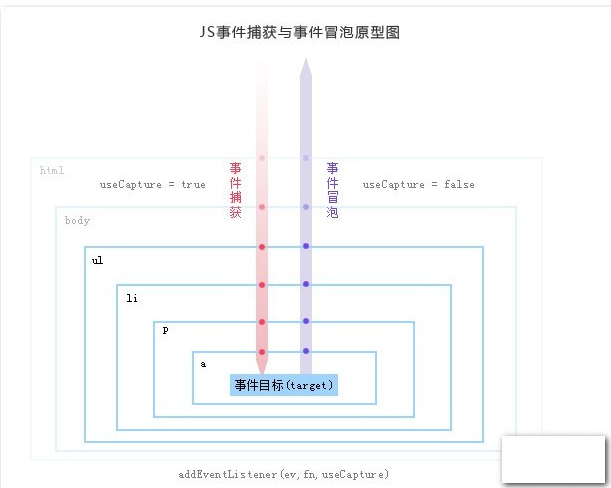 JS事件捕获与事件冒泡原型图
html
useCapture = true
事件捕获
事件冒泡
useCapture = false
body
ul
li
p
a
事件目标(target)
addEventListener(ev,fn,useCapture)